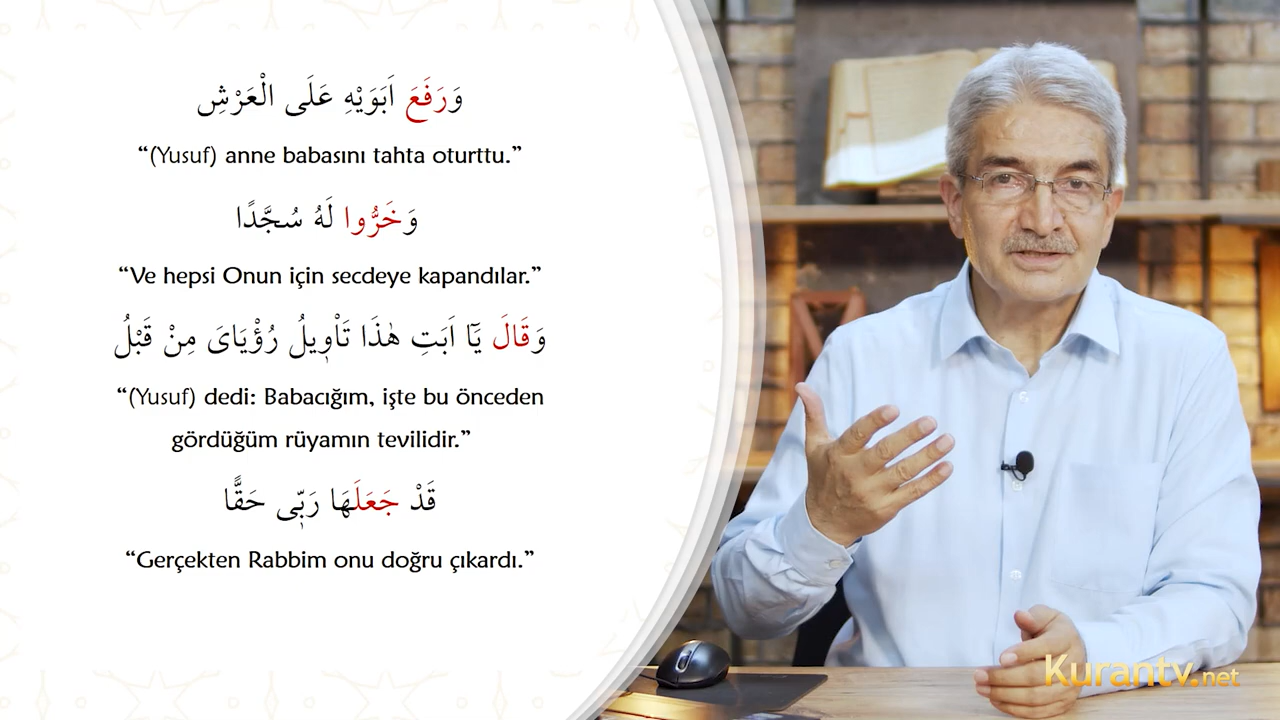 وَرَفَعَ اَبَوَيْهِ عَلَى الْعَرْشِ
“(Yusuf) anne babasını tahta oturttu.”
وَخَرُّوا لَهُ سُجَّدًا
“Ve hepsi Onun için secdeye kapandılar.”
وَقَالَ يَٓا اَبَتِ هٰذَا تَاْوٖيلُ رُؤْيَايَ مِنْ قَبْلُ
“(Yusuf) dedi: Babacığım, işte bu önceden
gördüğüm rüyamın tevilidir.”
قَدْ جَعَلَهَا رَبّٖى حَقًّا
“Gerçekten Rabbim onu doğru çıkardı.”
Kurantv.net